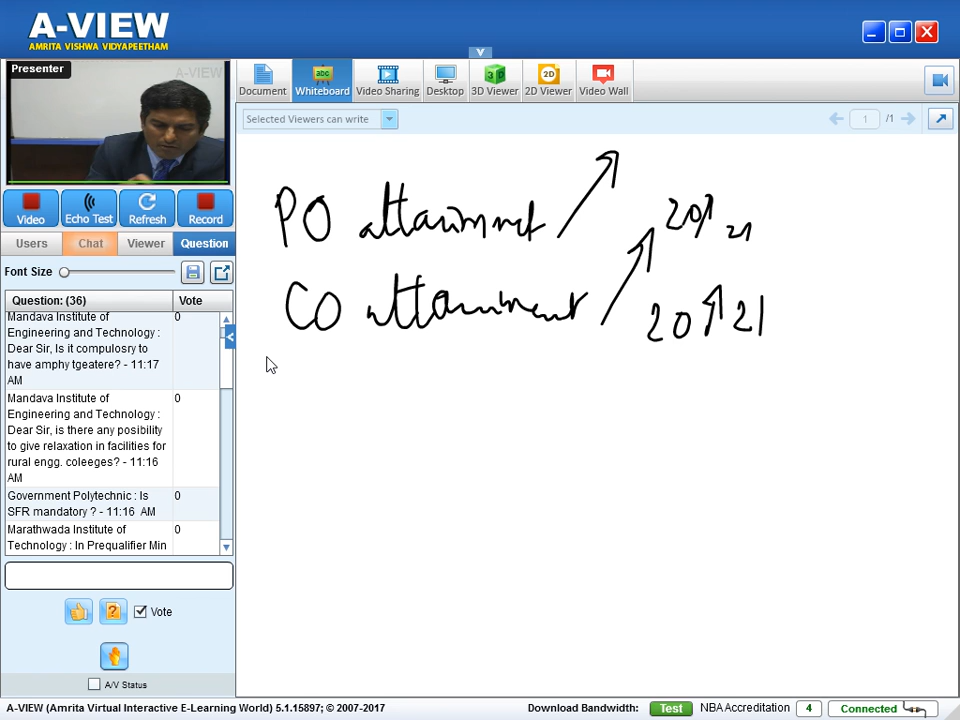 A-VIEW
AMRITA VISHWA VIDYAPEETHAM
Presenter
A-VIEW
Video
Echo Test
Refresh
Record
Users
Chat
Viewer
Question
Font Size
Question: (36)
Vote
Mandava Institute of
Engineering and Technology :
Dear Sir, Is it compulosry to
have amphy tgeatere? - 11:17
AM
0
Mandava Institute of
Engineering and Technology :
Dear Sir, is there any posibility
to give relaxation in facilities for
rural engg. coleeges? - 11:16
AM
0
Government Polytechnic : Is
SFR mandatory ? - 11:16 AM
0
Marathwada Institute of
Technology : In Prequalifier Min
0
Vote
A/V Status
Document
Whiteboard
Video Sharing
Desktop
3D Viewer
2D Viewer
Video Wall
Selected Viewers can write
1 /1
PO attainment 20 21
CO attainment 20 21
A-VIEW (Amrita Virtual Interactive E-Learning World) 5.1.15897; © 2007-2017
Download Bandwidth:
Test
NBA Accreditation
4
Connected